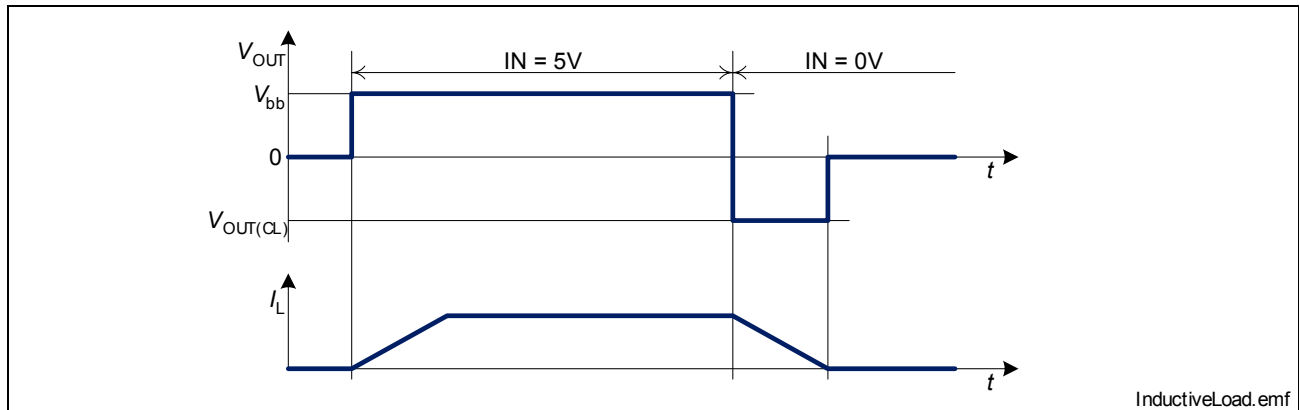 VOUT
IN = 5V
IN = 0V
Vbb
0
t
VOUT(CL)
IL
t
InductiveLoad.emf